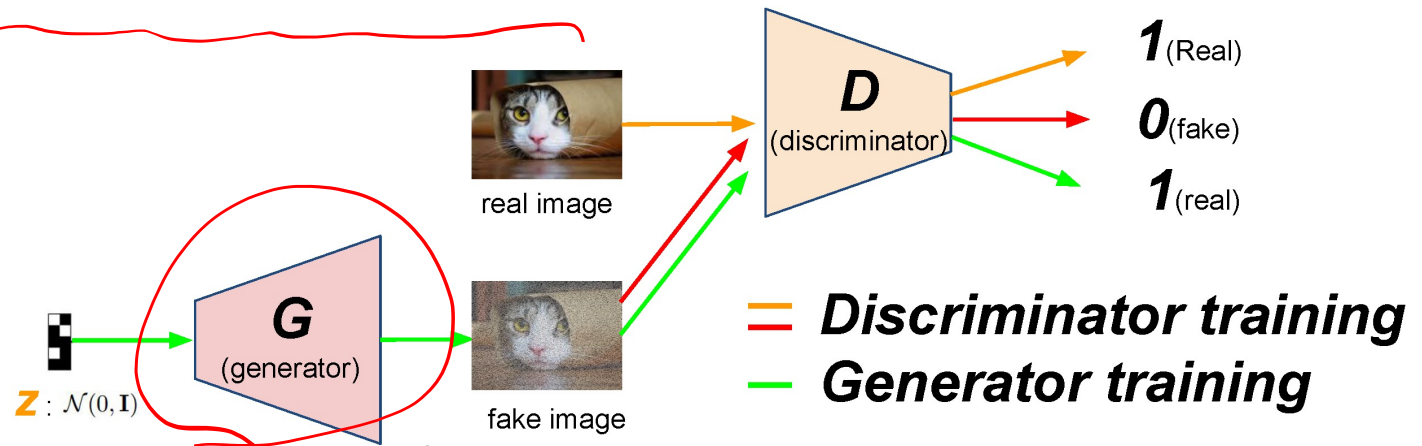 1(Real)
D
(discriminator)
0(fake)
1(real)
real image
G
(generator)
Z : 𝒩(0, I)
fake image
Discriminator training
Generator training